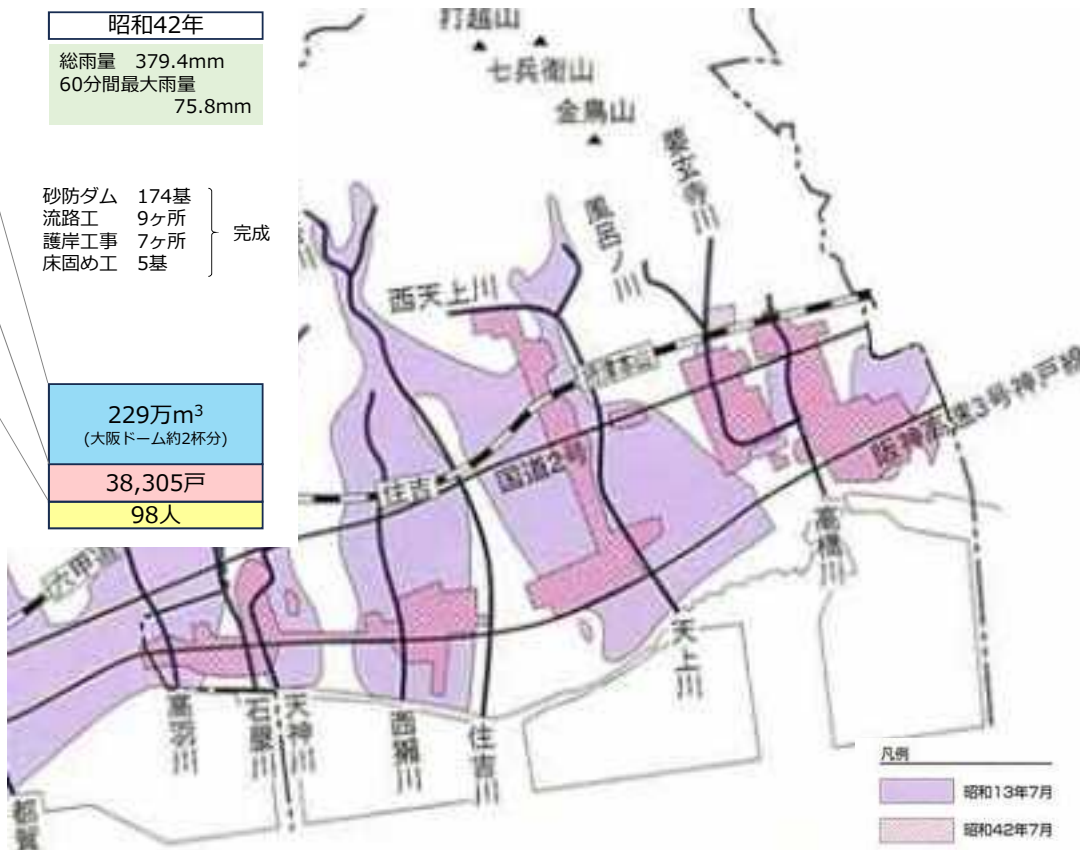 昭和42年
総雨量 379.4mm
60分間最大雨量
75.8mm
砂防ダム 174基
流路工 9ヶ所
護岸工事 7ヶ所
床固め工 5基
完成
229万m³
(大阪ドーム約2杯分)
38,305戸
98人
打越山
七兵衛山
金鳥山
要玄寺川
風呂ノ川
西天上川
国道2号
住吉
阪神高速3号神戸線
六甲道
高橋川
天上川
高羽川
石屋川
天神川
西瀬川
住吉川
都賀
凡例
昭和13年7月
昭和42年7月